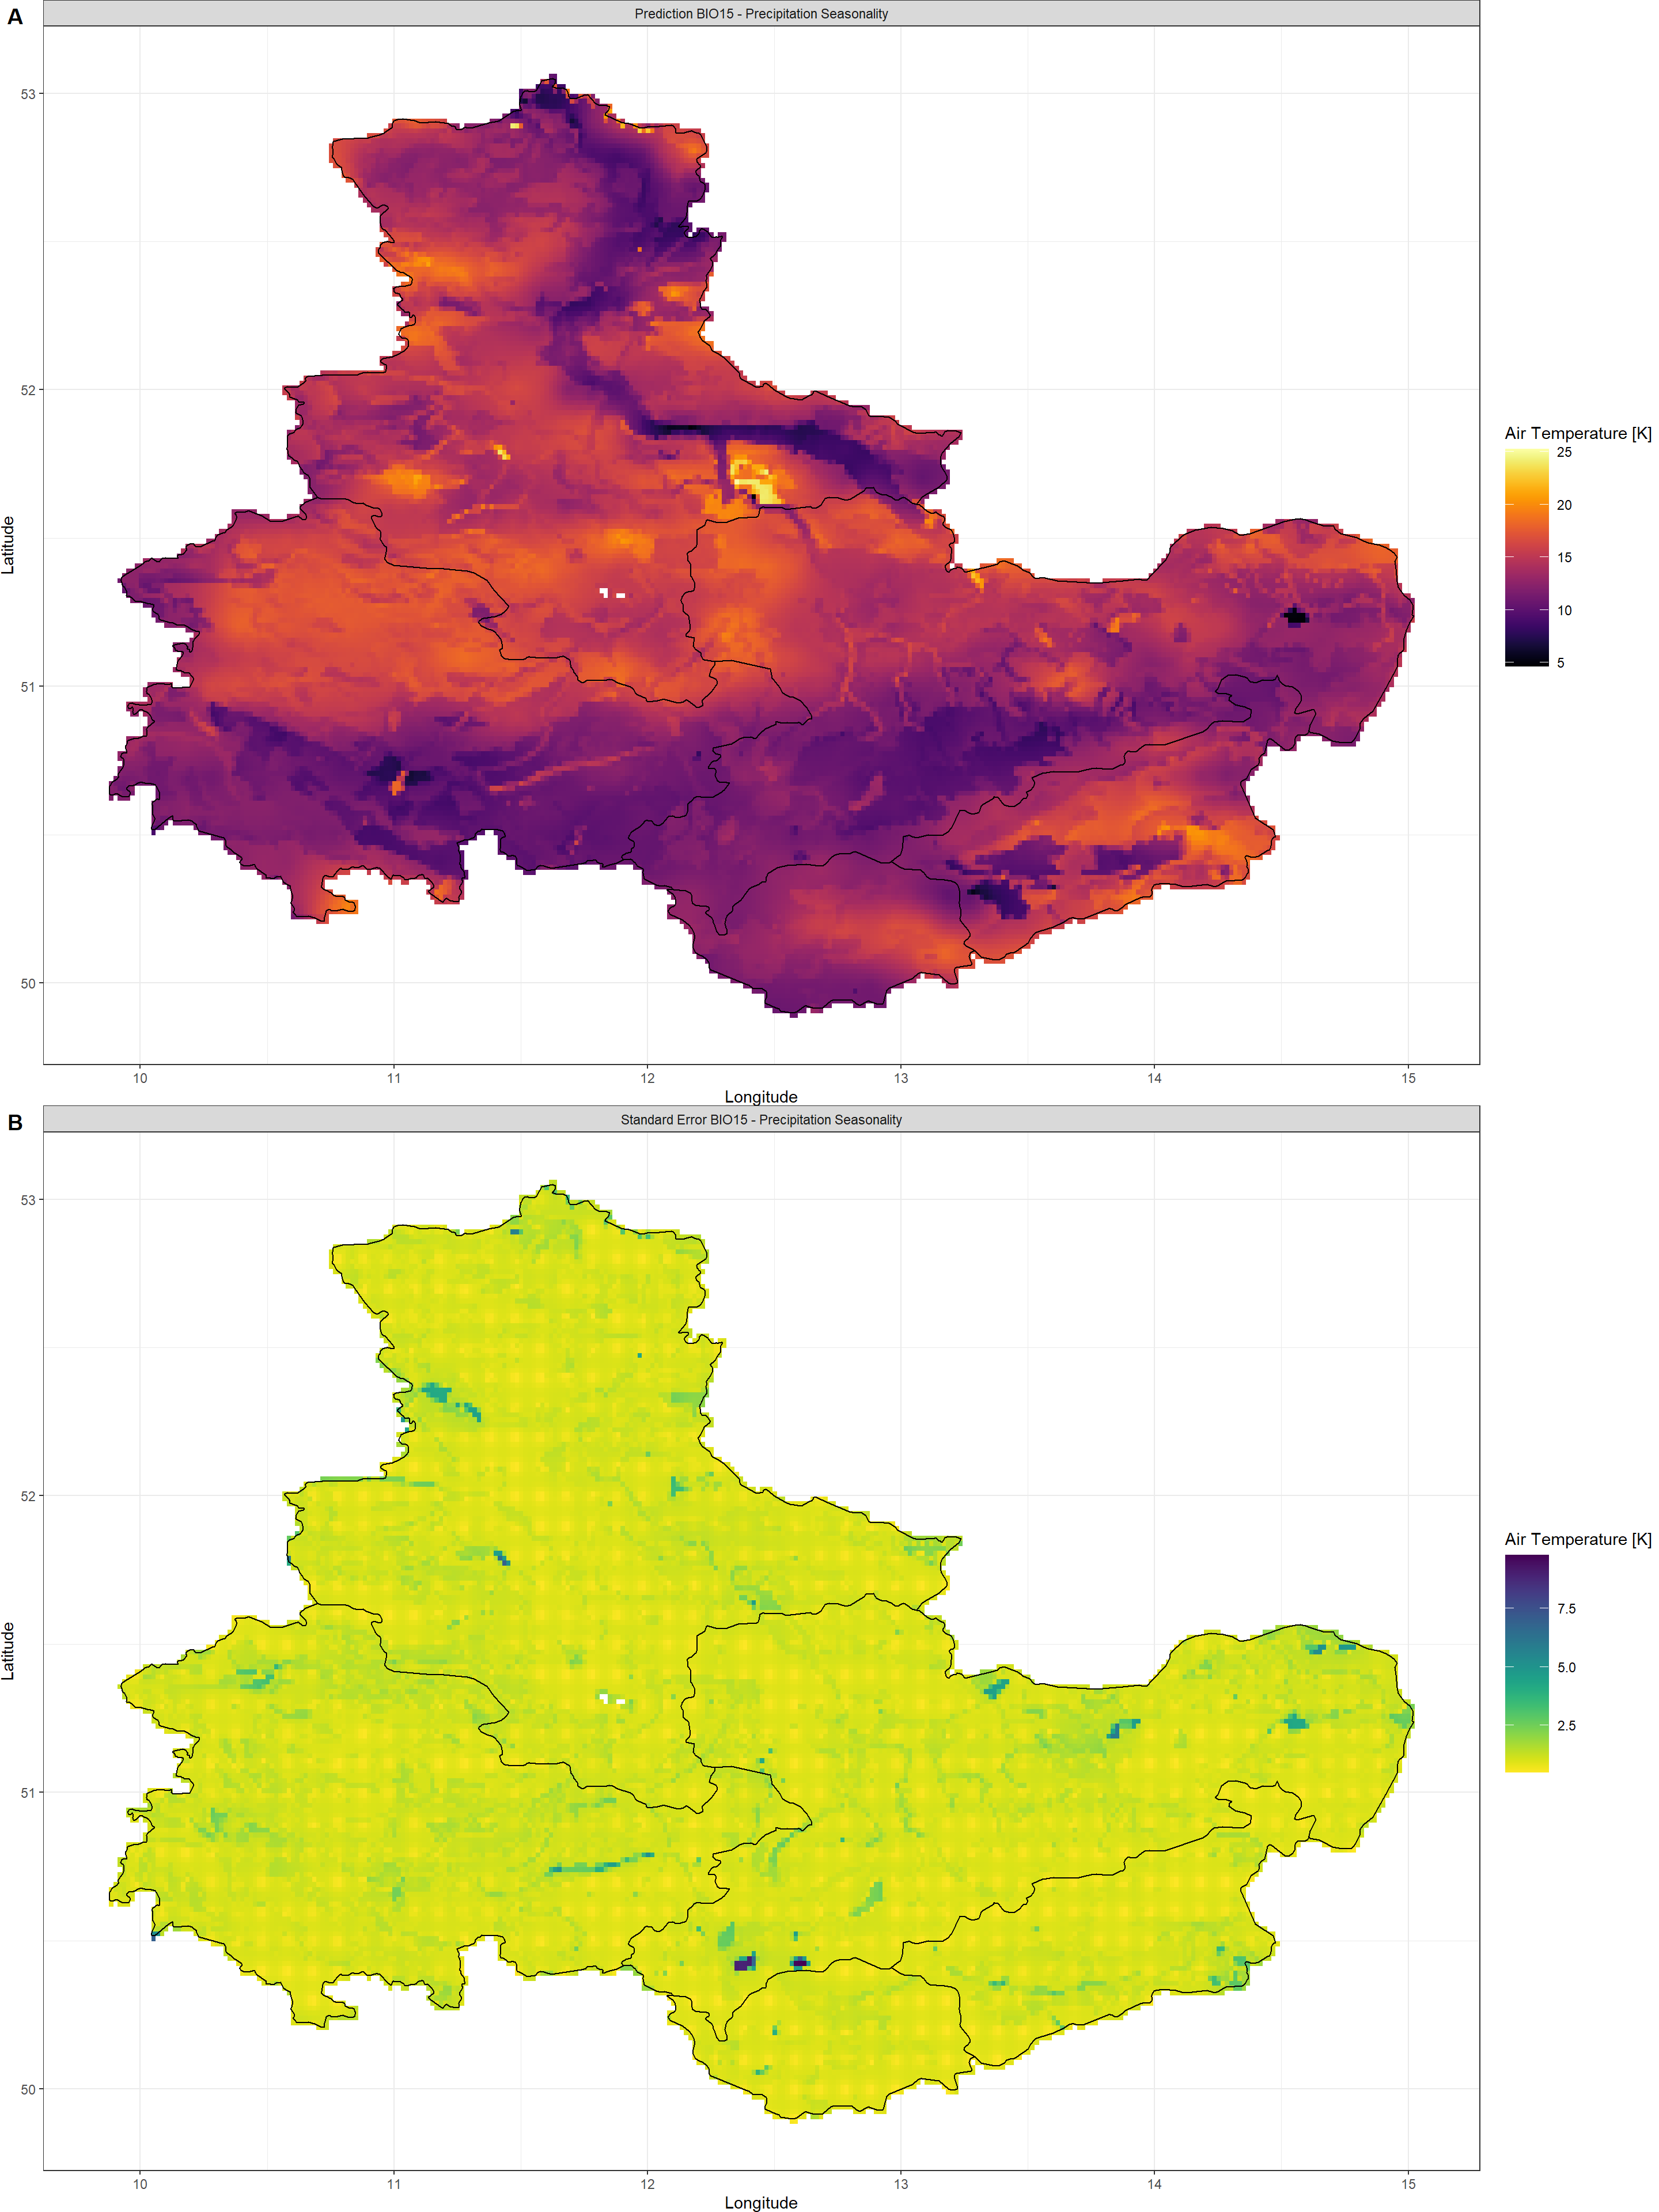 A
Prediction BIO15 - Precipitation Seasonality
53
52
51
50
Latitude
10 11 12 13 14 15
Longitude
Air Temperature [K]
25
20
15
10
5
B
Standard Error BIO15 - Precipitation Seasonality
53
52
51
50
Latitude
10 11 12 13 14 15
Longitude
Air Temperature [K]
7.5
5.0
2.5